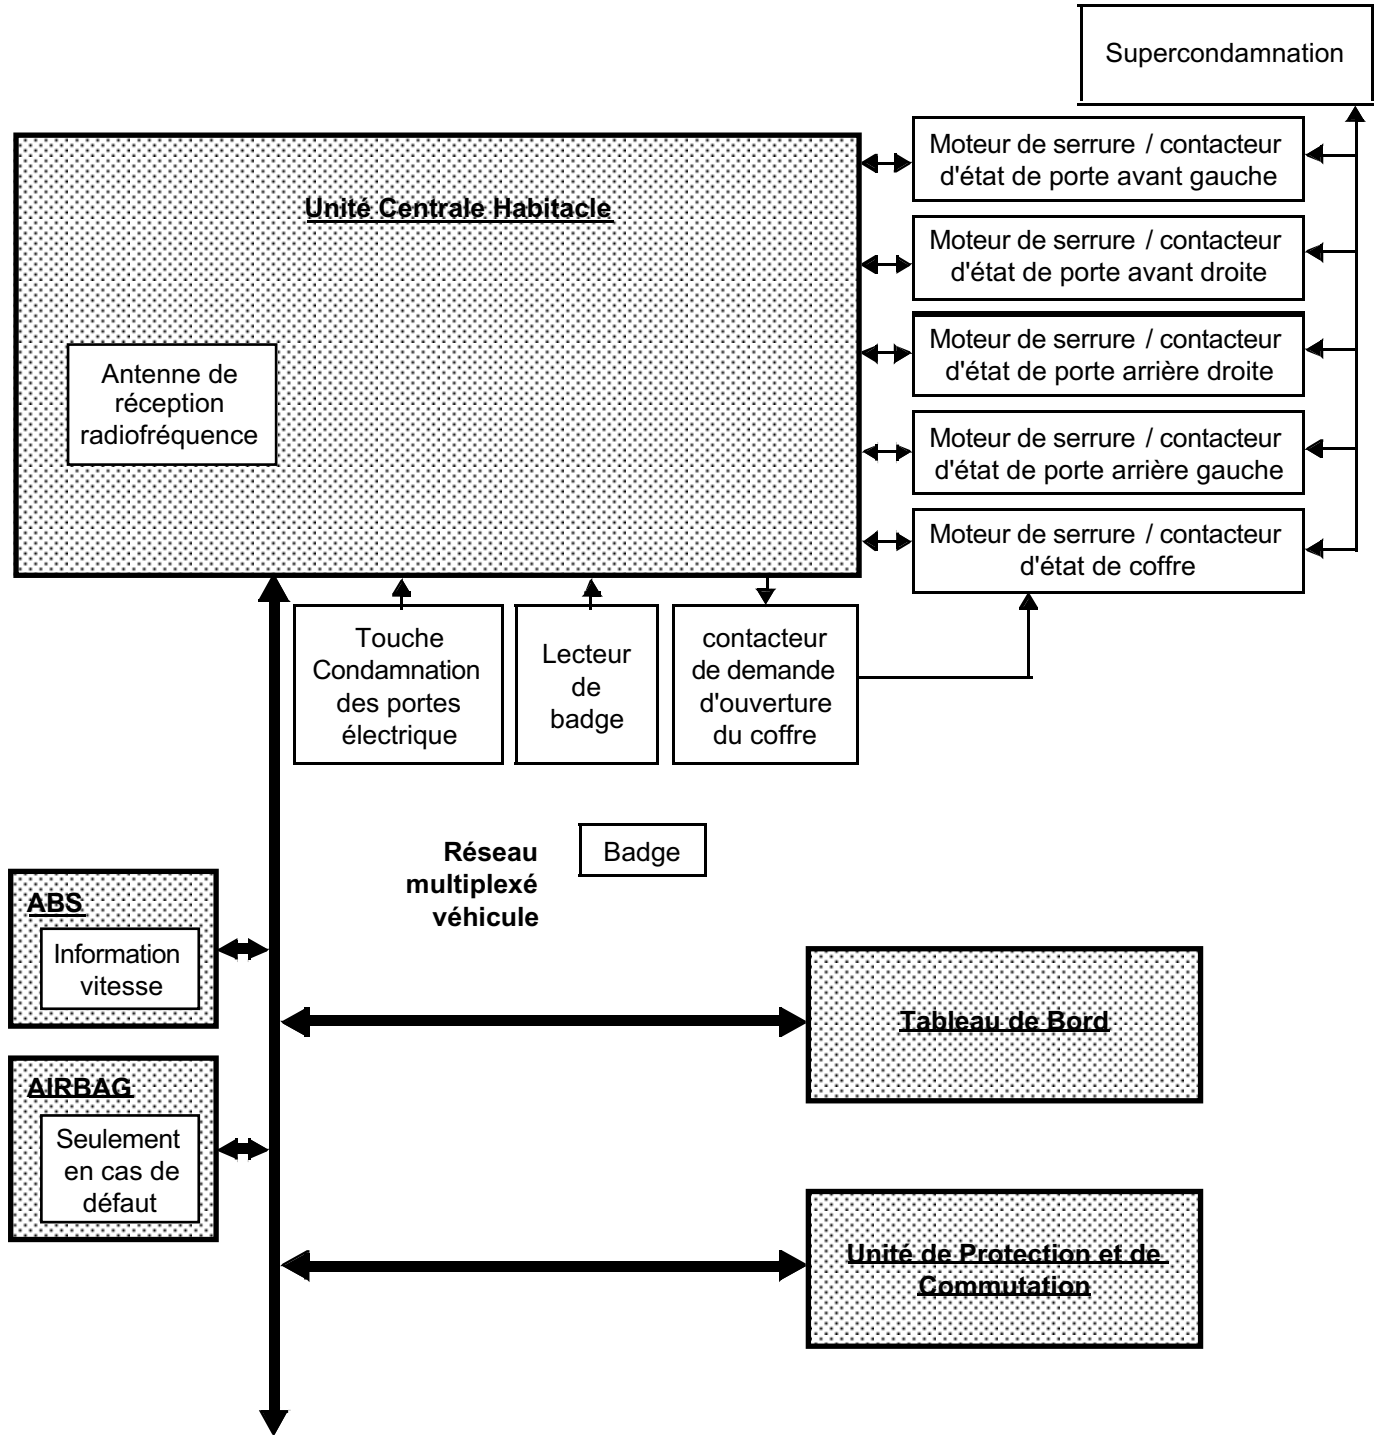 Supercondamnation
Moteur de serrure / contacteur
d'état de porte avant gauche
Unité Centrale Habitacle
Moteur de serrure / contacteur
d'état de porte avant droite
Moteur de serrure / contacteur
d'état de porte arrière droite
Antenne de
réception
radiofréquence
Moteur de serrure / contacteur
d'état de porte arrière gauche
Moteur de serrure / contacteur
d'état de coffre
Touche
Condamnation
des portes
électrique
Lecteur
de
badge
contacteur
de demande
d'ouverture
du coffre
Réseau
multiplexé
véhicule
Badge
ABS
Information
vitesse
Tableau de Bord
AIRBAG
Seulement
en cas de
défaut
Unité de Protection et de
Commutation